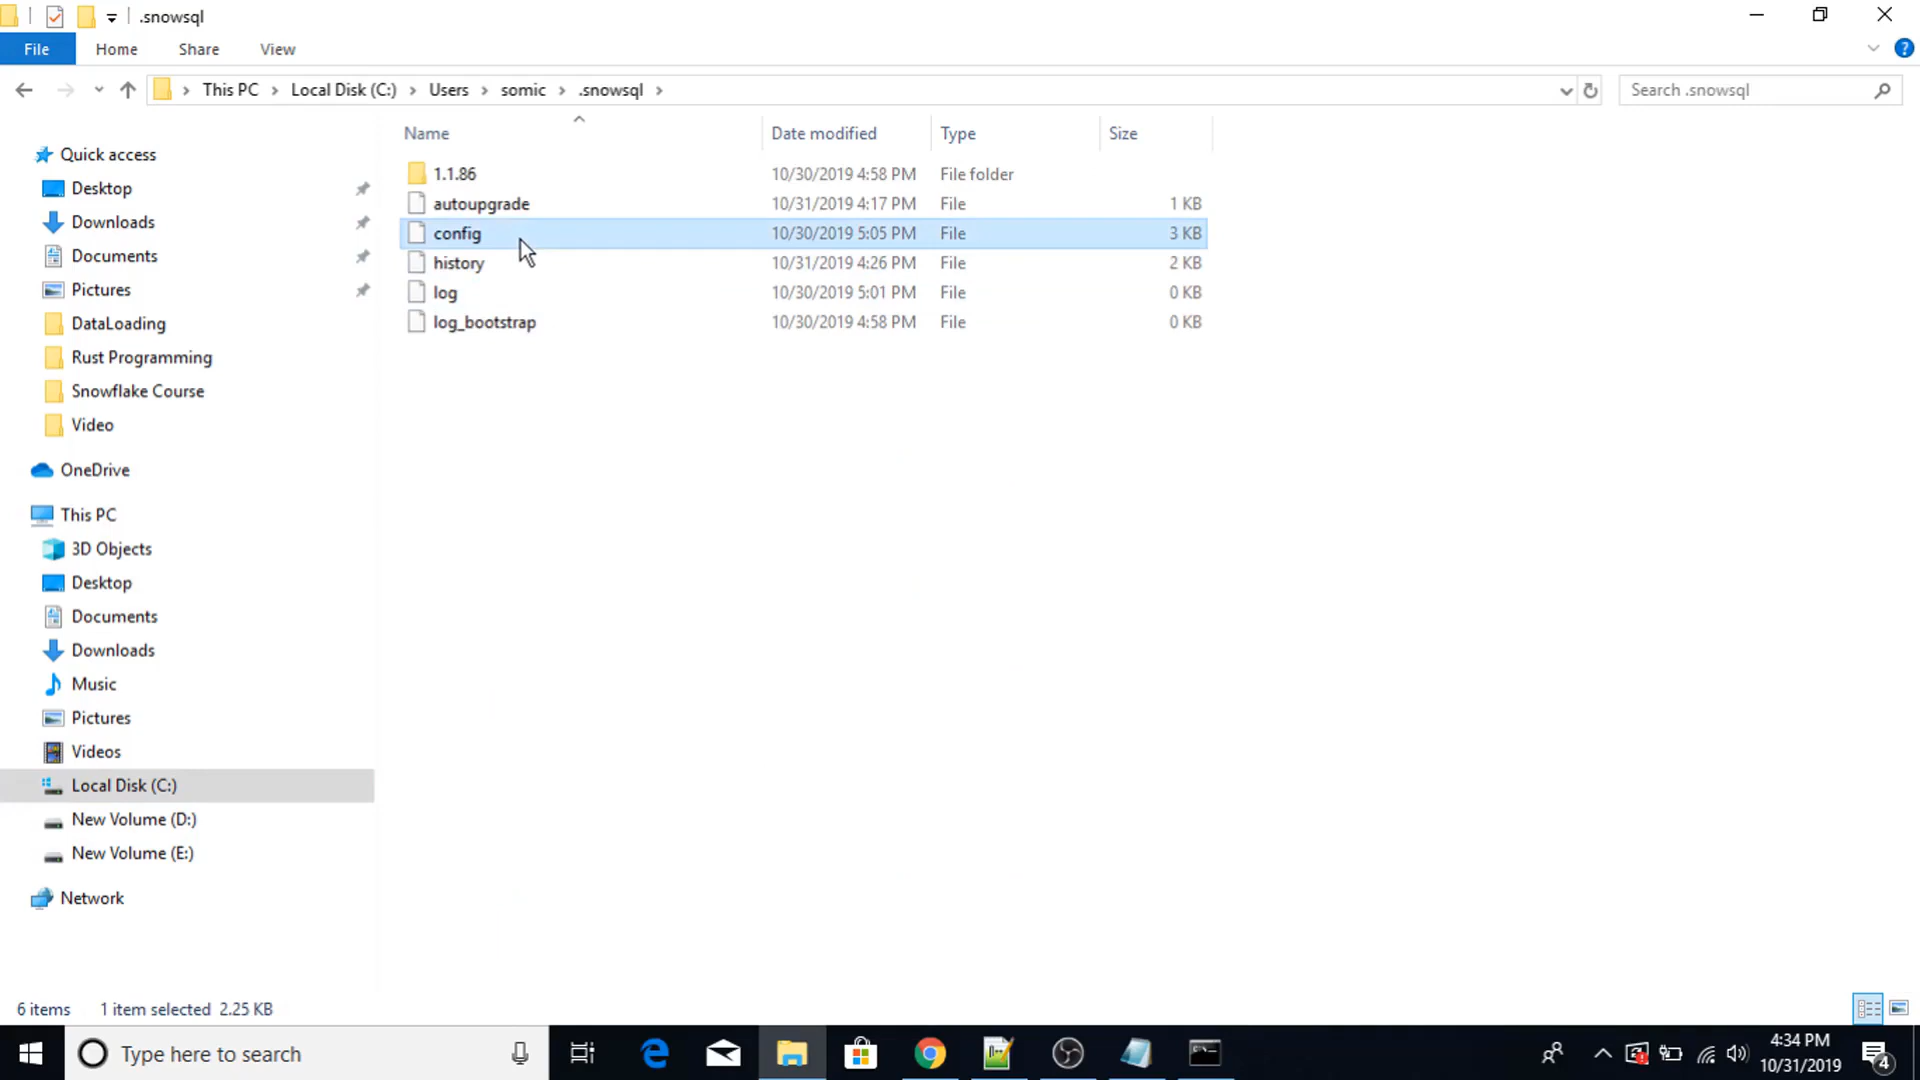 .snowsql
File Home Share View
This PC Local Disk (C:) Users somic .snowsql Search .snowsql
Name Date modified Type Size
Quick access
Desktop
Downloads
Documents
Pictures
DataLoading
Rust Programming
Snowflake Course
Video
OneDrive
This PC
3D Objects
Desktop
Documents
Downloads
Music
Pictures
Videos
Local Disk (C:)
New Volume (D:)
New Volume (E:)
Network
1.1.86 10/30/2019 4:58 PM File folder
autoupgrade 10/31/2019 4:17 PM File 1 KB
config 10/30/2019 5:05 PM File 3 KB
history 10/31/2019 4:26 PM File 2 KB
log 10/30/2019 5:01 PM File 0 KB
log_bootstrap 10/30/2019 4:58 PM File 0 KB
6 items 1 item selected 2.25 KB
Type here to search
4:34 PM
10/31/2019
4